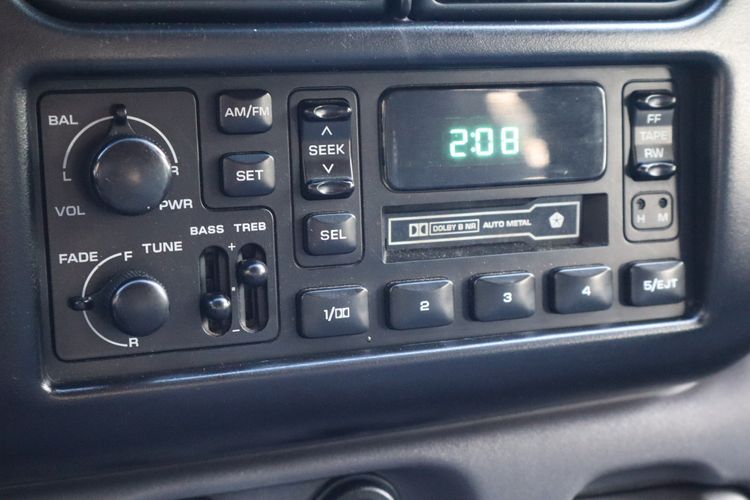 BAL
L
R
VOL
PWR
FADE
F
TUNE
R
BASS
TREB
+
−
AM/FM
SET
SEEK
SEL
2:08
DOLBY B NR
AUTO METAL
FF
TAPE
RW
H M
1/
2
3
4
5/EJT